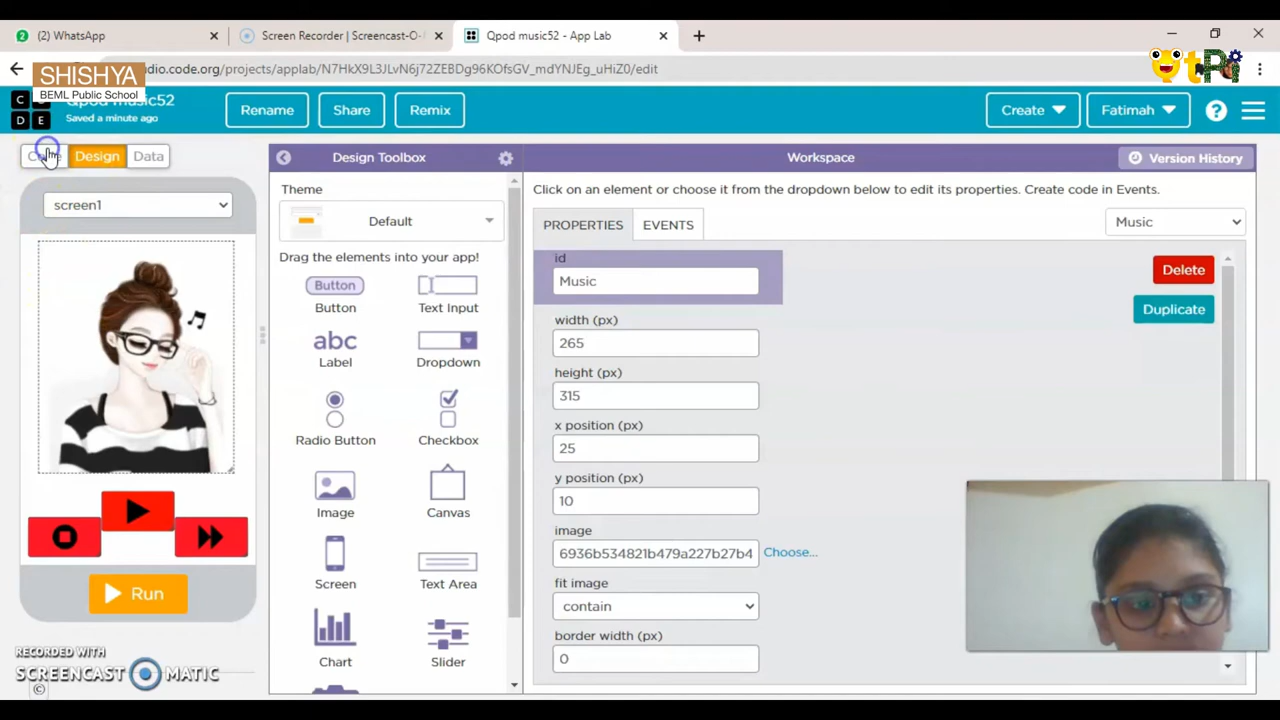 (2) WhatsApp
Screen Recorder | Screencast-O-
Qpod music52 - App Lab
dio.code.org/projects/applab/N7HkX9L3JLvN6j72ZEBDg96KOfsGV_mdYNJEg_uHiZ0/edit
SHISHYA
BEML Public School
OtPi
C
D E
Qpod music52
Saved a minute ago
Rename
Share
Remix
Create
Fatimah
?
Design
Data
Design Toolbox
Workspace
Version History
screen1
Theme
Default
Drag the elements into your app!
Button
Button
Text Input
abc
Label
Dropdown
Radio Button
Checkbox
Image
Canvas
Screen
Text Area
Chart
Slider
Click on an element or choose it from the dropdown below to edit its properties. Create code in Events.
PROPERTIES
EVENTS
Music
id
Music
Delete
Duplicate
width (px)
265
height (px)
315
x position (px)
25
y position (px)
10
image
6936b534821b479a227b27b4
Choose...
fit image
contain
border width (px)
0
Run
RECORDED WITH
SCREENCAST MATIC
©